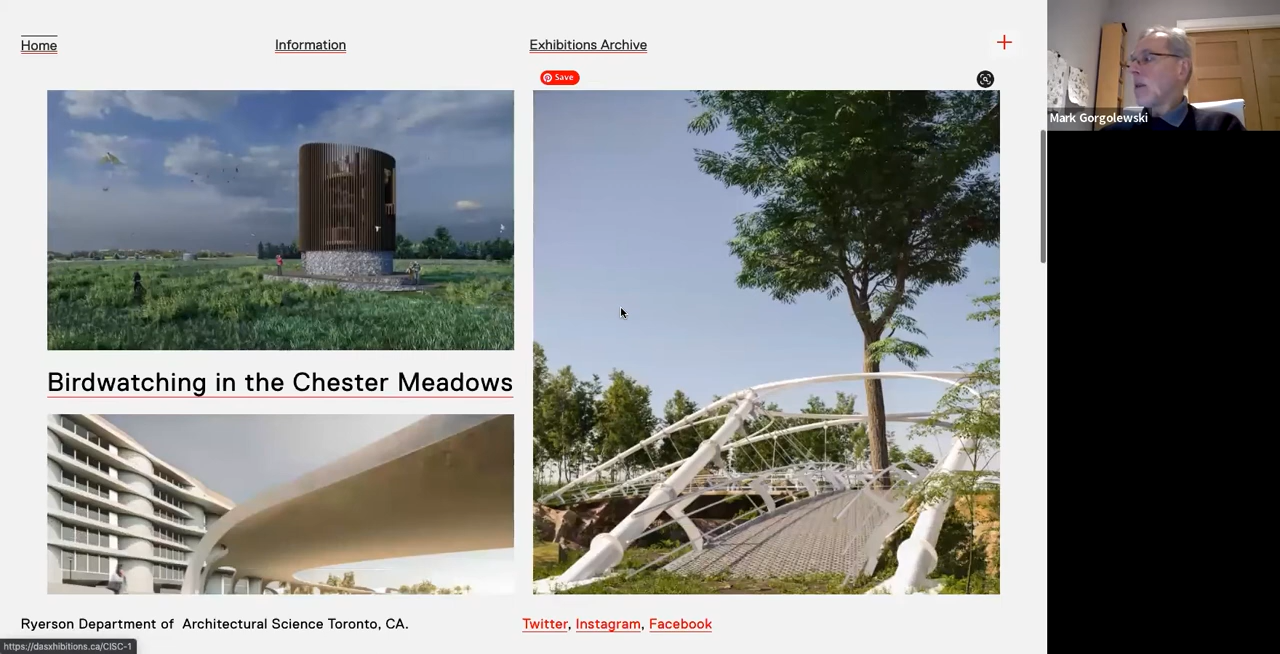 Home
Information
Exhibitions Archive
Save
Mark Gorgolewski
Birdwatching in the Chester Meadows
Ryerson Department of Architectural Science Toronto, CA.
Twitter, Instagram, Facebook
https://dasxhibitions.ca/CISC-1